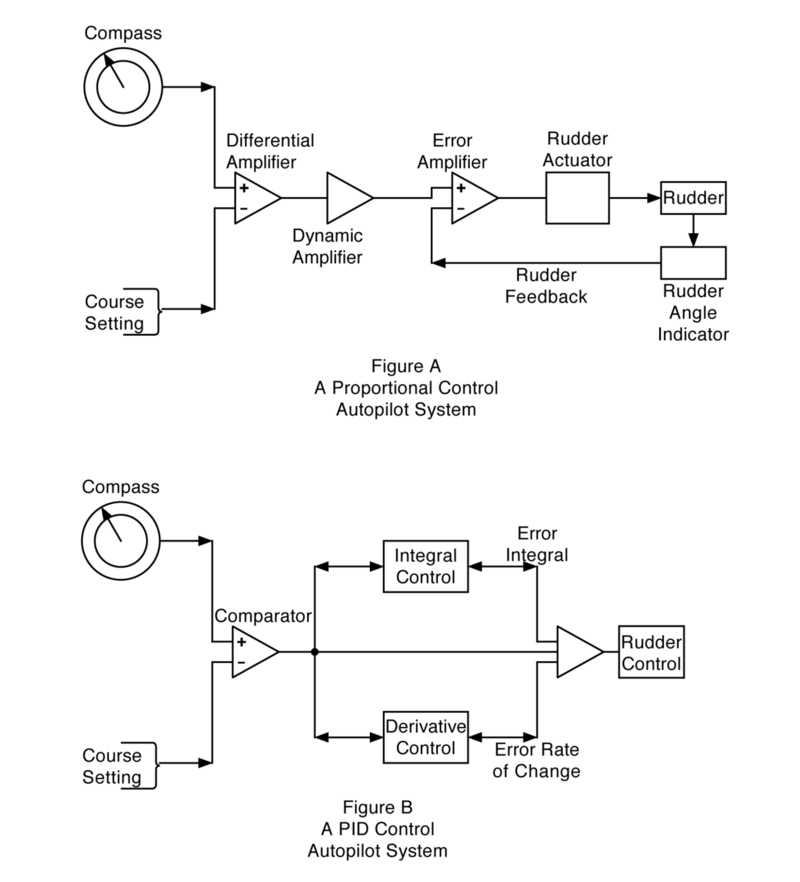 Compass
Differential
Amplifier
+
−
Dynamic
Amplifier
Error
Amplifier
+
−
Rudder
Actuator
Rudder
Rudder
Feedback
Rudder
Angle
Indicator
Course
Setting
Figure A
A Proportional Control
Autopilot System
Compass
Comparator
+
−
Integral
Control
Error
Integral
Rudder
Control
Derivative
Control
Error Rate
of Change
Course
Setting
Figure B
A PID Control
Autopilot System